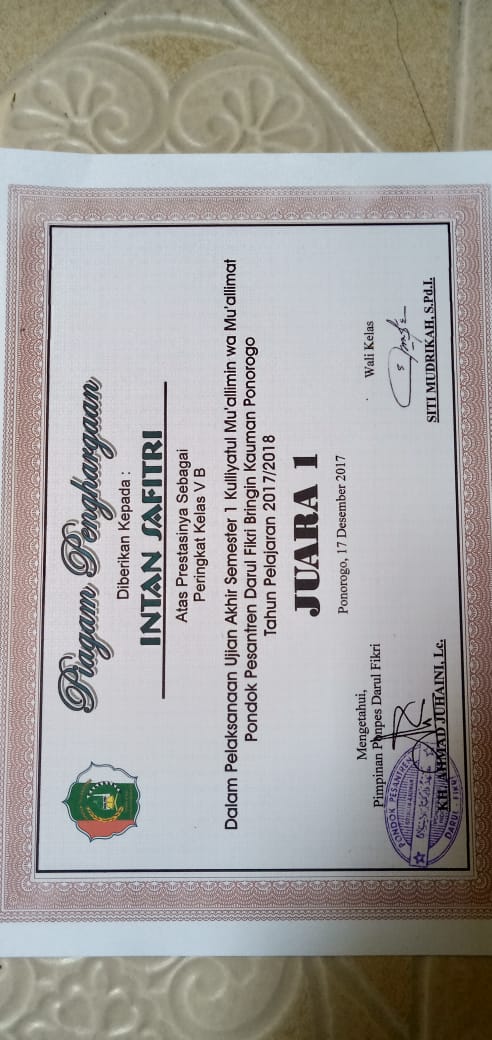 Piagam Penghargaan
Diberikan Kepada :
INTAN SAFITRI
Atas Prestasinya Sebagai
Peringkat Kelas V B
Dalam Pelaksanaan Ujian Akhir Semester 1 Kulliyatul Mu'allimin wa Mu'allimat
Pondok Pesantren Darul Fikri Bringin Kauman Ponorogo
Tahun Pelajaran 2017/2018
JUARA 1
Ponorogo, 17 Desember 2017
Mengetahui,
Pimpinan Ponpes Darul Fikri
KH. AHMAD JUHAINI, Lc.
PONDOK PESANTREN
DARUL FIKRI
Wali Kelas
SITI MUDRIKAH, S.Pd.I.